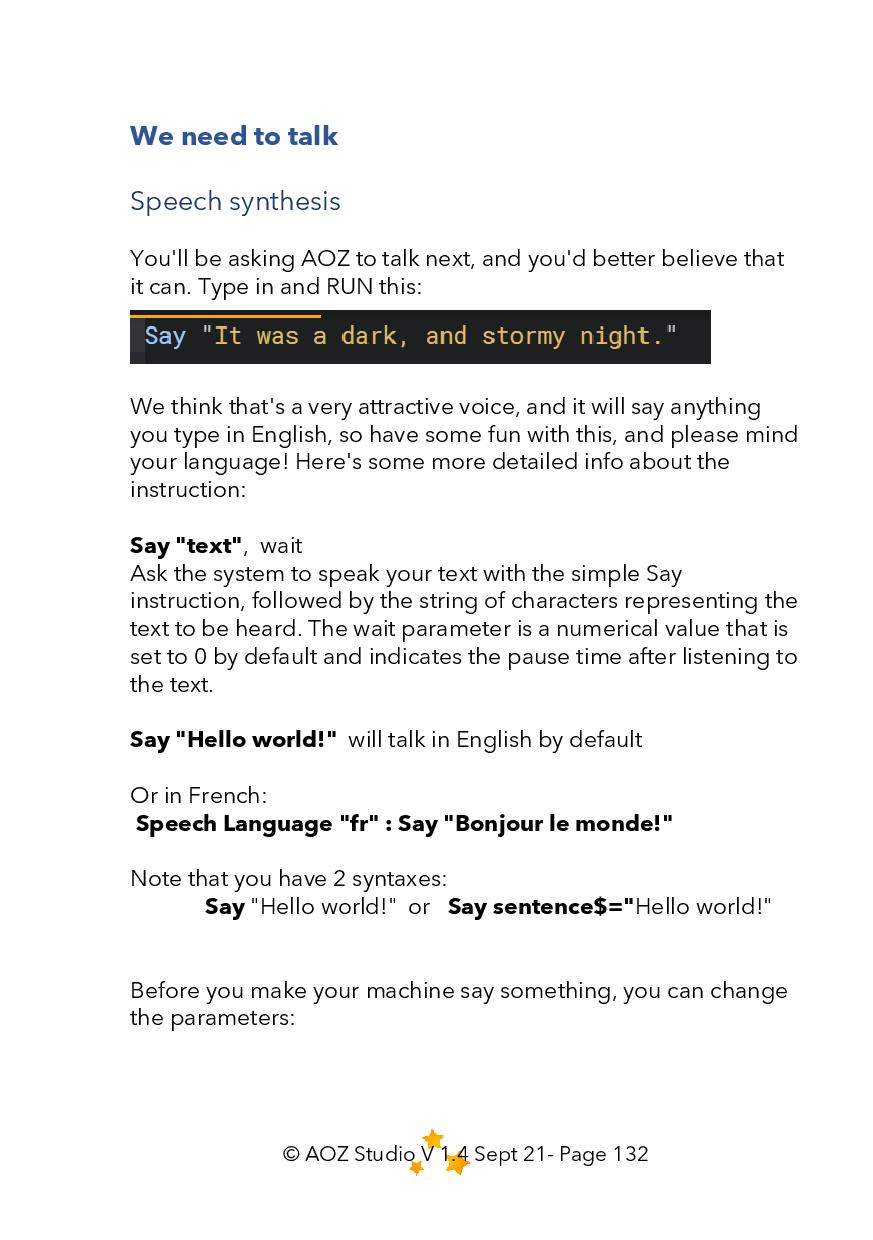 We need to talk
Speech synthesis
You'll be asking AOZ to talk next, and you'd better believe that
it can. Type in and RUN this:
Say "It was a dark, and stormy night."
We think that's a very attractive voice, and it will say anything
you type in English, so have some fun with this, and please mind
your language! Here's some more detailed info about the
instruction:
Say "text",  wait
Ask the system to speak your text with the simple Say
instruction, followed by the string of characters representing the
text to be heard. The wait parameter is a numerical value that is
set to 0 by default and indicates the pause time after listening to
the text.
Say "Hello world!"  will talk in English by default
Or in French:
Speech Language "fr" : Say "Bonjour le monde!"
Note that you have 2 syntaxes:
Say "Hello world!"  or  Say sentence$="Hello world!"
Before you make your machine say something, you can change
the parameters:
© AOZ Studio V 1.4 Sept 21- Page 132